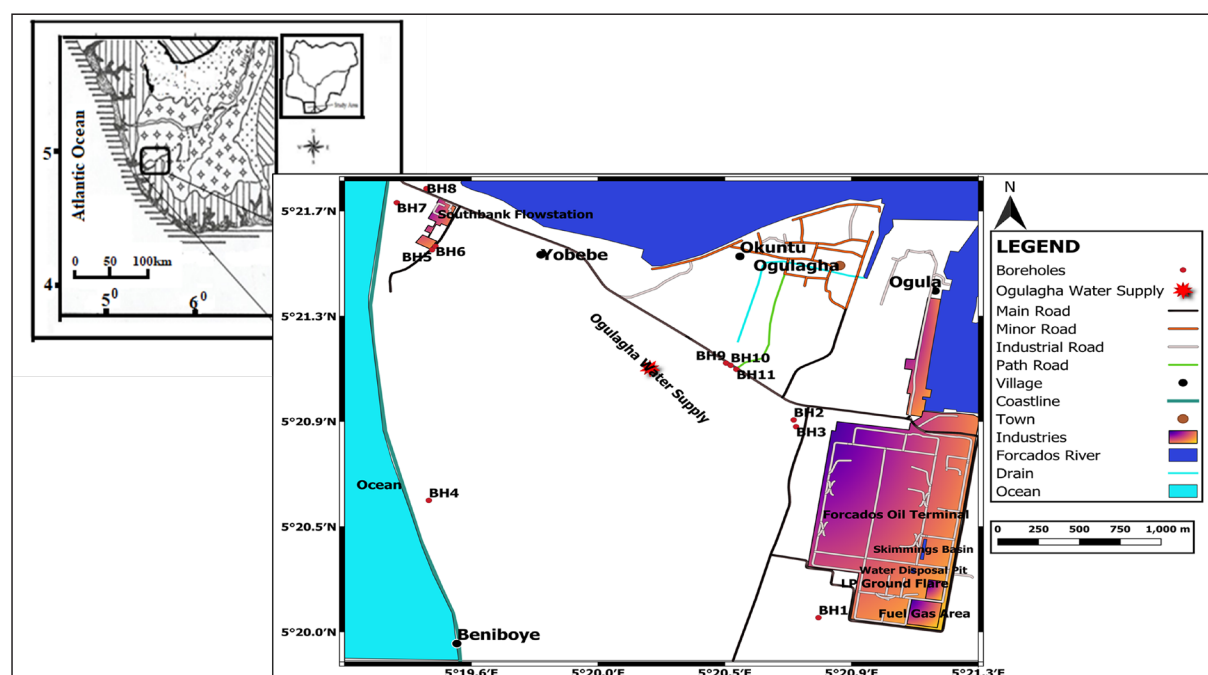 Atlantic Ocean
5
4
0 50 100km
5⁰ 6⁰
Study Area
N
5°21.7'
5°21.3'
5°20.9'
5°20.5'
5°20.0'
5°19.6'E 5°20.0'E 5°20.5'E 5°20.9'E 5°21.3'E
BH8
BH7
Southbank Flowstation
BH5
BH6
Yobebe
Okuntu
Ogulagha
Ogula
Ogulagha Water Supply
BH9
BH10
BH11
BH2
BH3
Ocean
BH4
Forcados Oil Terminal
Skimmings Basin
Water Disposal Pit
LP Ground Flare
BH1
Fuel Gas Area
Beniboye
N
LEGEND
Boreholes
Ogulagha Water Supply
Main Road
Minor Road
Industrial Road
Path Road
Village
Coastline
Town
Industries
Forcados River
Drain
Ocean
0 250 500 750 1,000 m